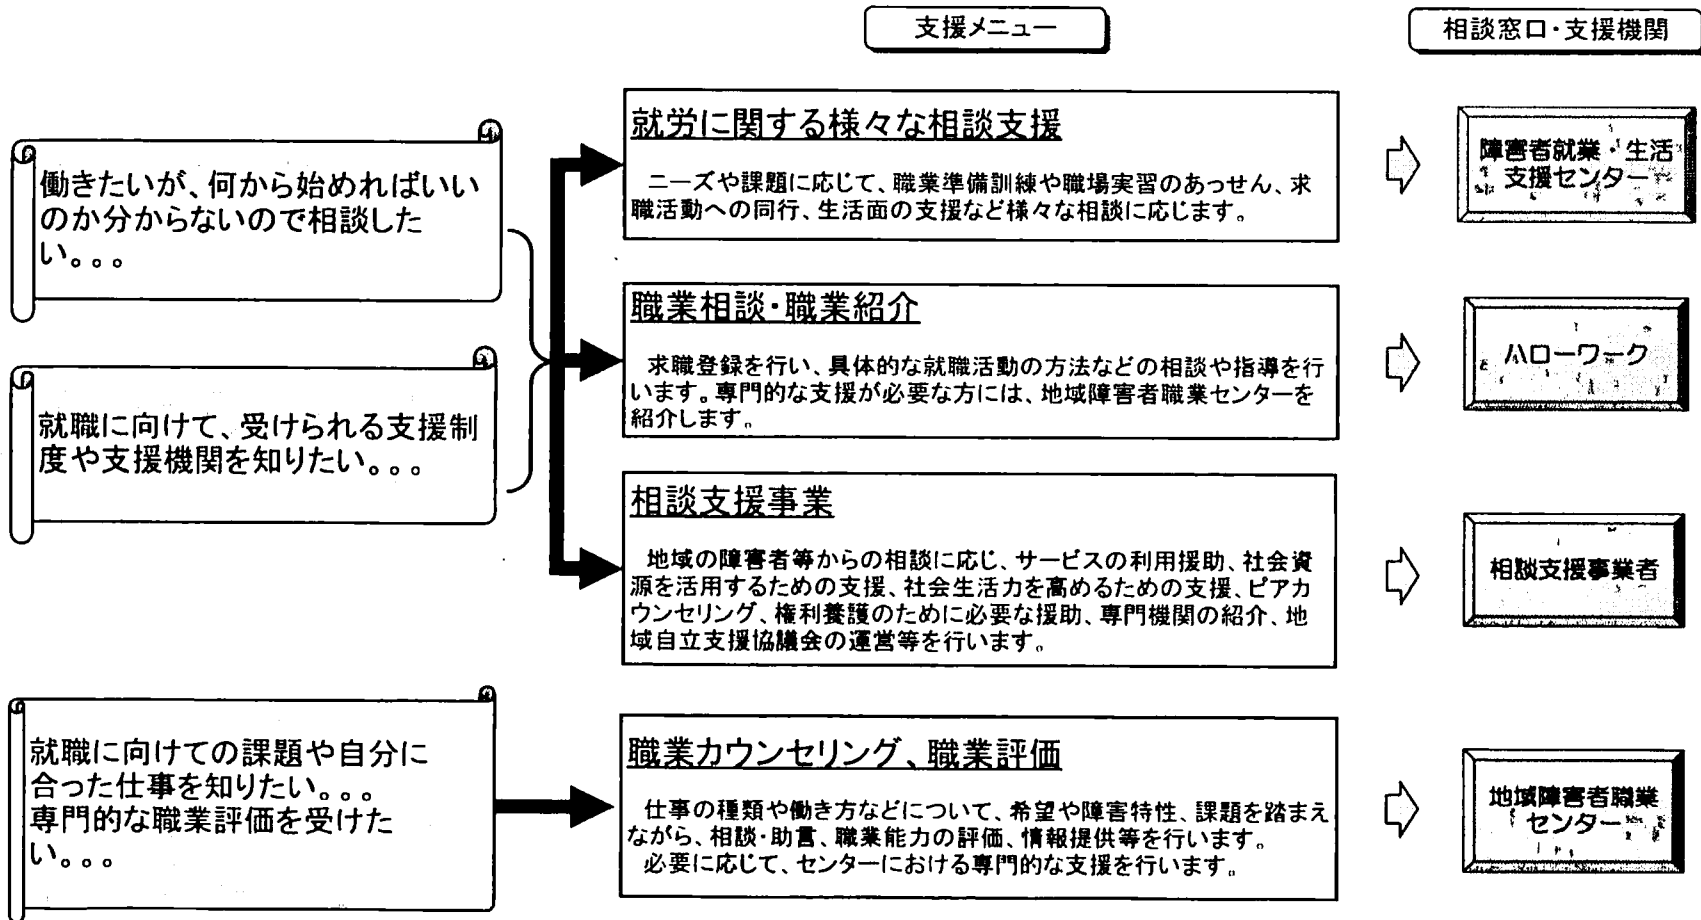 支援メニュー
相談窓口・支援機関
働きたいが、何から始めればいい
のか分からないので相談した
い。。。
就職に向けて、受けられる支援制
度や支援機関を知りたい。。。
就労に関する様々な相談支援
ニーズや課題に応じて、職業準備訓練や職場実習のあっせん、求
職活動への同行、生活面の支援など様々な相談に応じます。
障害者就業・生活
支援センター
職業相談・職業紹介
求職登録を行い、具体的な就職活動の方法などの相談や指導を行
います。専門的な支援が必要な方には、地域障害者職業センターを
紹介します。
ハローワーク
相談支援事業
地域の障害者等からの相談に応じ、サービスの利用援助、社会資
源を活用するための支援、社会生活力を高めるための支援、ピアカ
ウンセリング、権利養護のために必要な援助、専門機関の紹介、地
域自立支援協議会の運営等を行います。
相談支援事業者
就職に向けての課題や自分に
合った仕事を知りたい。。。
専門的な職業評価を受けた
い。。。
職業カウンセリング、職業評価
仕事の種類や働き方などについて、希望や障害特性、課題を踏まえ
ながら、相談・助言、職業能力の評価、情報提供等を行います。
必要に応じて、センターにおける専門的な支援を行います。
地域障害者職業
センター